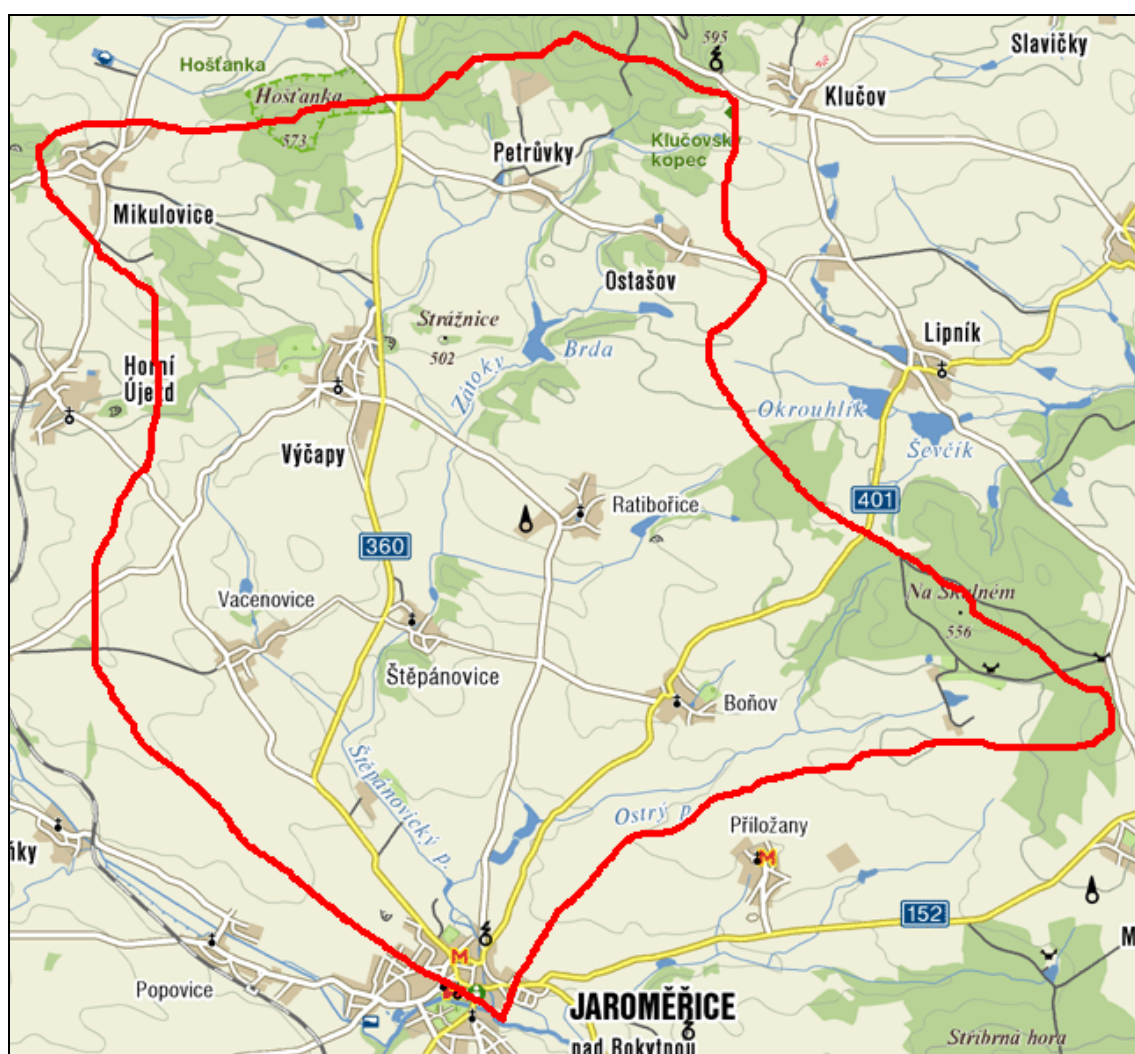 595
Slavičky
Hošťanka
Hošťanka
Klučov
573
Klučovsk
kopec
Petrůvky
Mikulovice
Ostašov
Strážnice
502
Brda
Lipník
Zátoky
Horní
Újezd
Okrouhlík
Ševčík
Výčapy
401
Ratibořice
360
Na Skalném
556
Vacenovice
Štěpánovice
Boňov
Štěpánovický p.
Ostrý p.
Přiložany
M
ňky
152
M
M
Popovice
JAROMĚŘICE
nad Rokytnou
Stříbrná hora